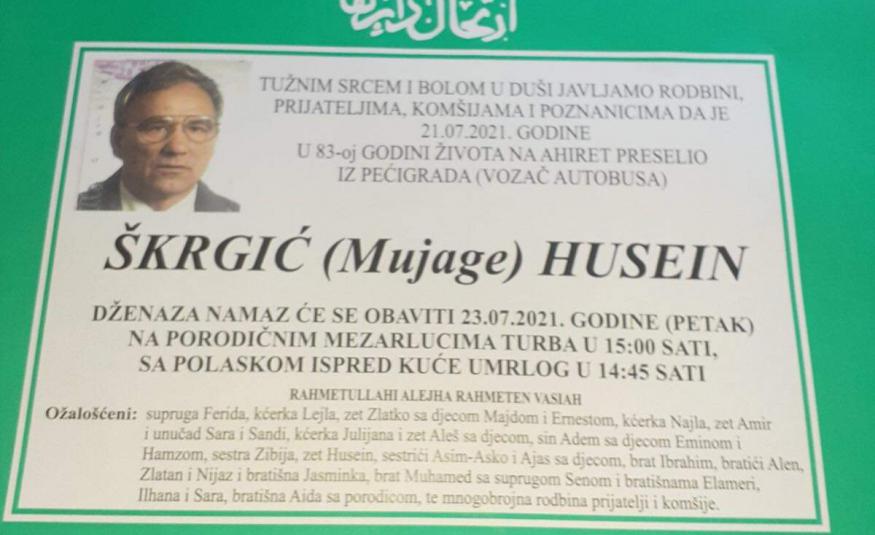 TUŽNIM SRCEM I BOLOM U DUŠI JAVLJAMO RODBINI,
PRIJATELJIMA, KOMŠIJAMA I POZNANICIMA DA JE
21.07.2021. GODINE
U 83-oj GODINI ŽIVOTA NA AHIRET PRESELIO
IZ PEĆIGRADA (VOZAČ AUTOBUSA)
ŠKRGIĆ (Mujage) HUSEIN
DŽENAZA NAMAZ ĆE SE OBAVITI 23.07.2021. GODINE (PETAK)
NA PORODIČNIM MEZARLUCIMA TURBA U 15:00 SATI,
SA POLASKOM ISPRED KUĆE UMRLOG U 14:45 SATI
RAHMETULLAHI ALEJHA RAHMETEN VASIAH
Ožalošćeni: supruga Ferida, kćerka Lejla, zet Zlatko sa djecom Majdom i Ernestom, kćerka Najla, zet Amir
i unučad Sara i Sandi, kćerka Julijana i zet Aleš sa djecom, sin Adem sa djecom Eminom i
Hamzom, sestra Zibija, zet Husein, sestrići Asim-Asko i Ajas sa djecom, brat Ibrahim, bratići Alen,
Zlatan i Nijaz i bratišna Jasminka, brat Muhamed sa suprugom Senom i bratišnama Elameri,
Ilhana i Sara, bratišna Aida sa porodicom, te mnogobrojna rodbina prijatelji i komšije.